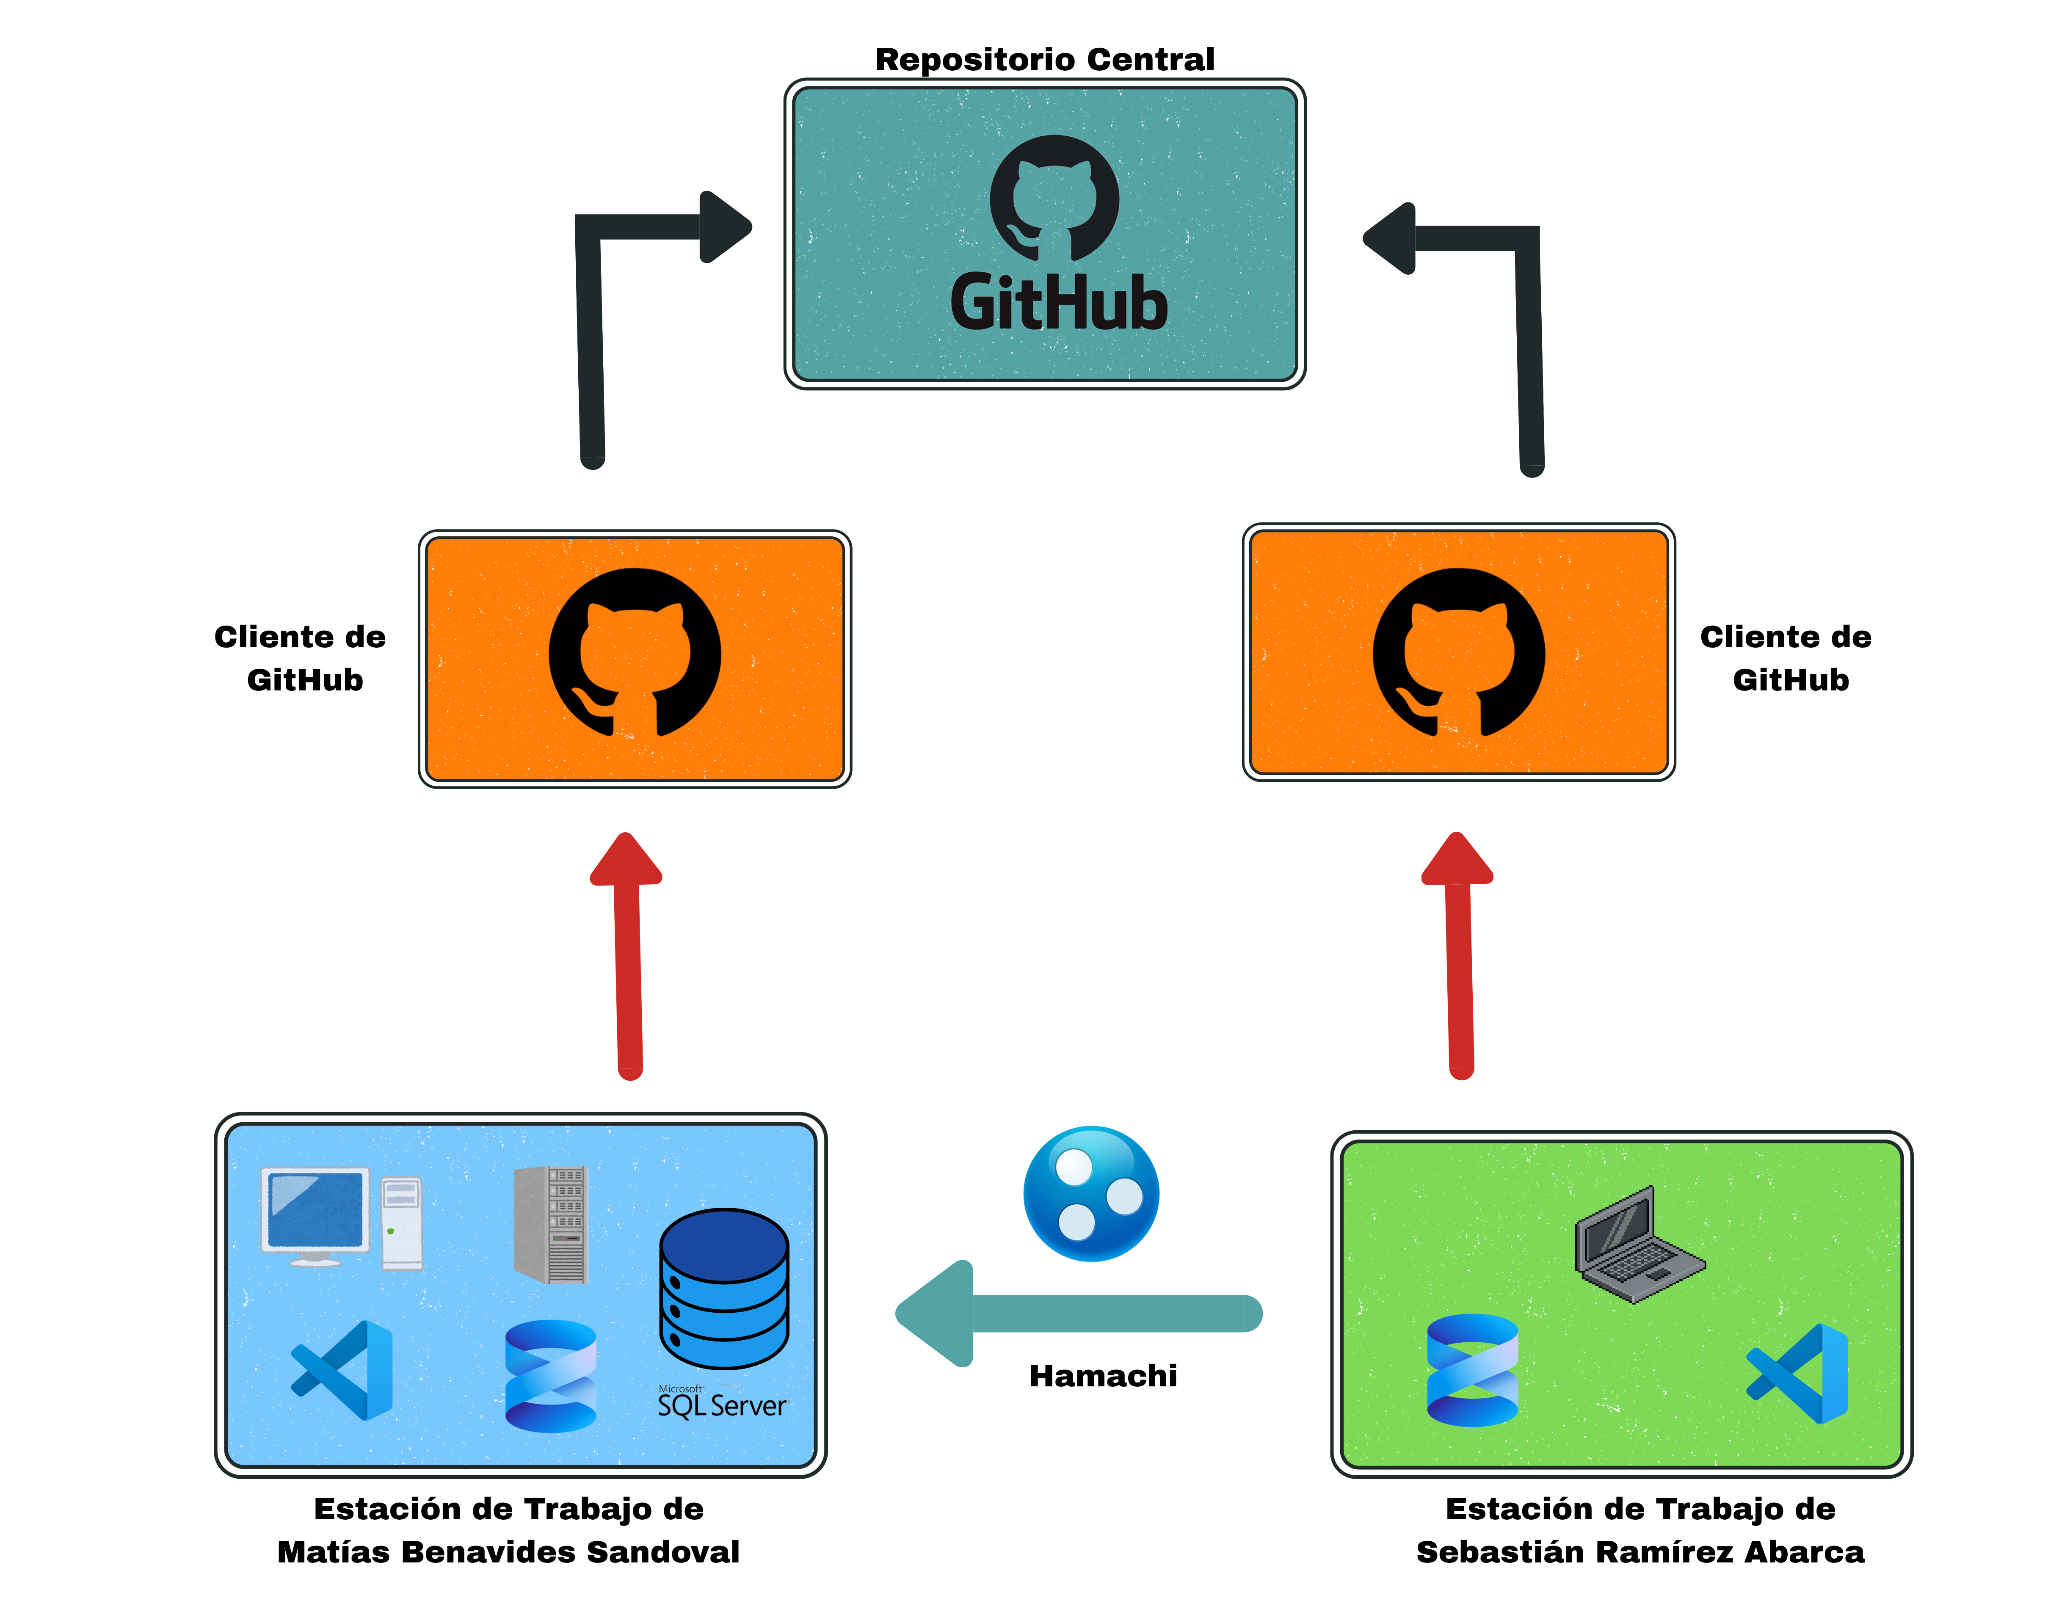 Repositorio Central
GitHub
Cliente de
GitHub
Cliente de
GitHub
Microsoft
SQL Server
Hamachi
Estación de Trabajo de
Matías Benavides Sandoval
Estación de Trabajo de
Sebastián Ramírez Abarca